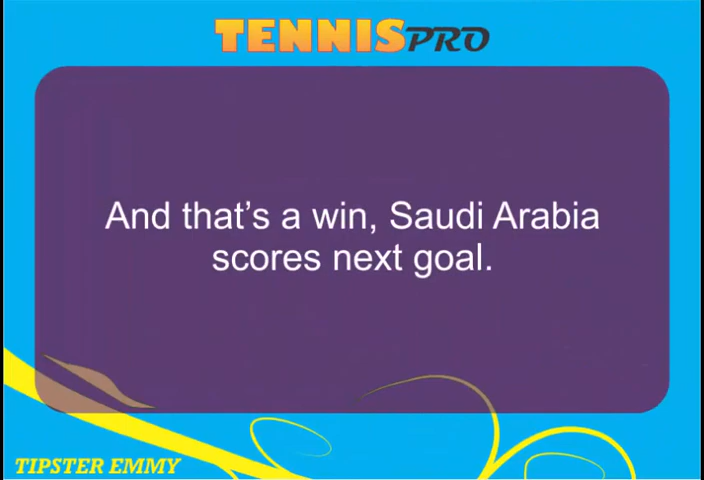 TENNISPRO
And that's a win, Saudi Arabia
scores next goal.
TIPSTER EMMY